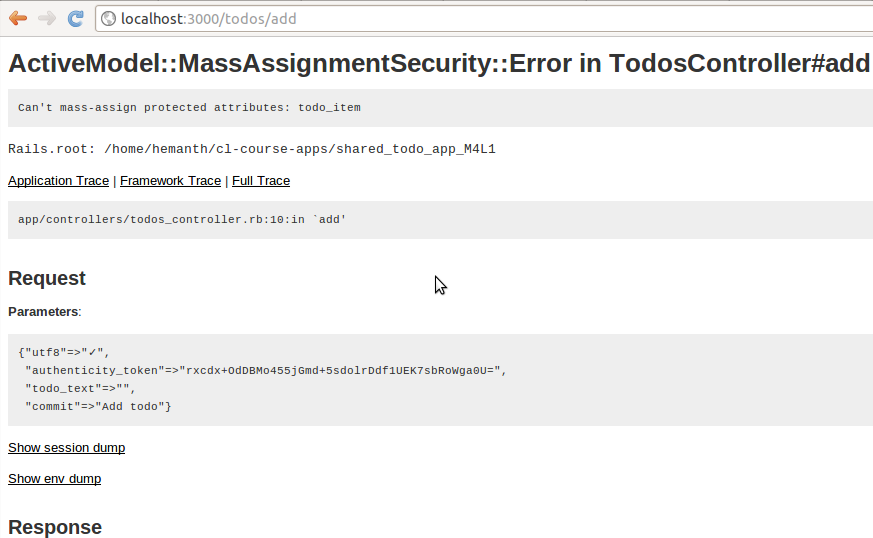 localhost:3000/todos/add
ActiveModel::MassAssignmentSecurity::Error in TodosController#add
Can't mass-assign protected attributes: todo_item
Rails.root: /home/hemanth/cl-course-apps/shared_todo_app_M4L1
Application Trace | Framework Trace | Full Trace
app/controllers/todos_controller.rb:10:in `add'
Request
Parameters:
{"utf8"=>"✓",
"authenticity_token"=>"rxcdx+OdDBMo455jGmd+5sdolrDdf1UEK7sbRoWga0U=",
"todo_text"=>"",
"commit"=>"Add todo"}
Show session dump
Show env dump
Response